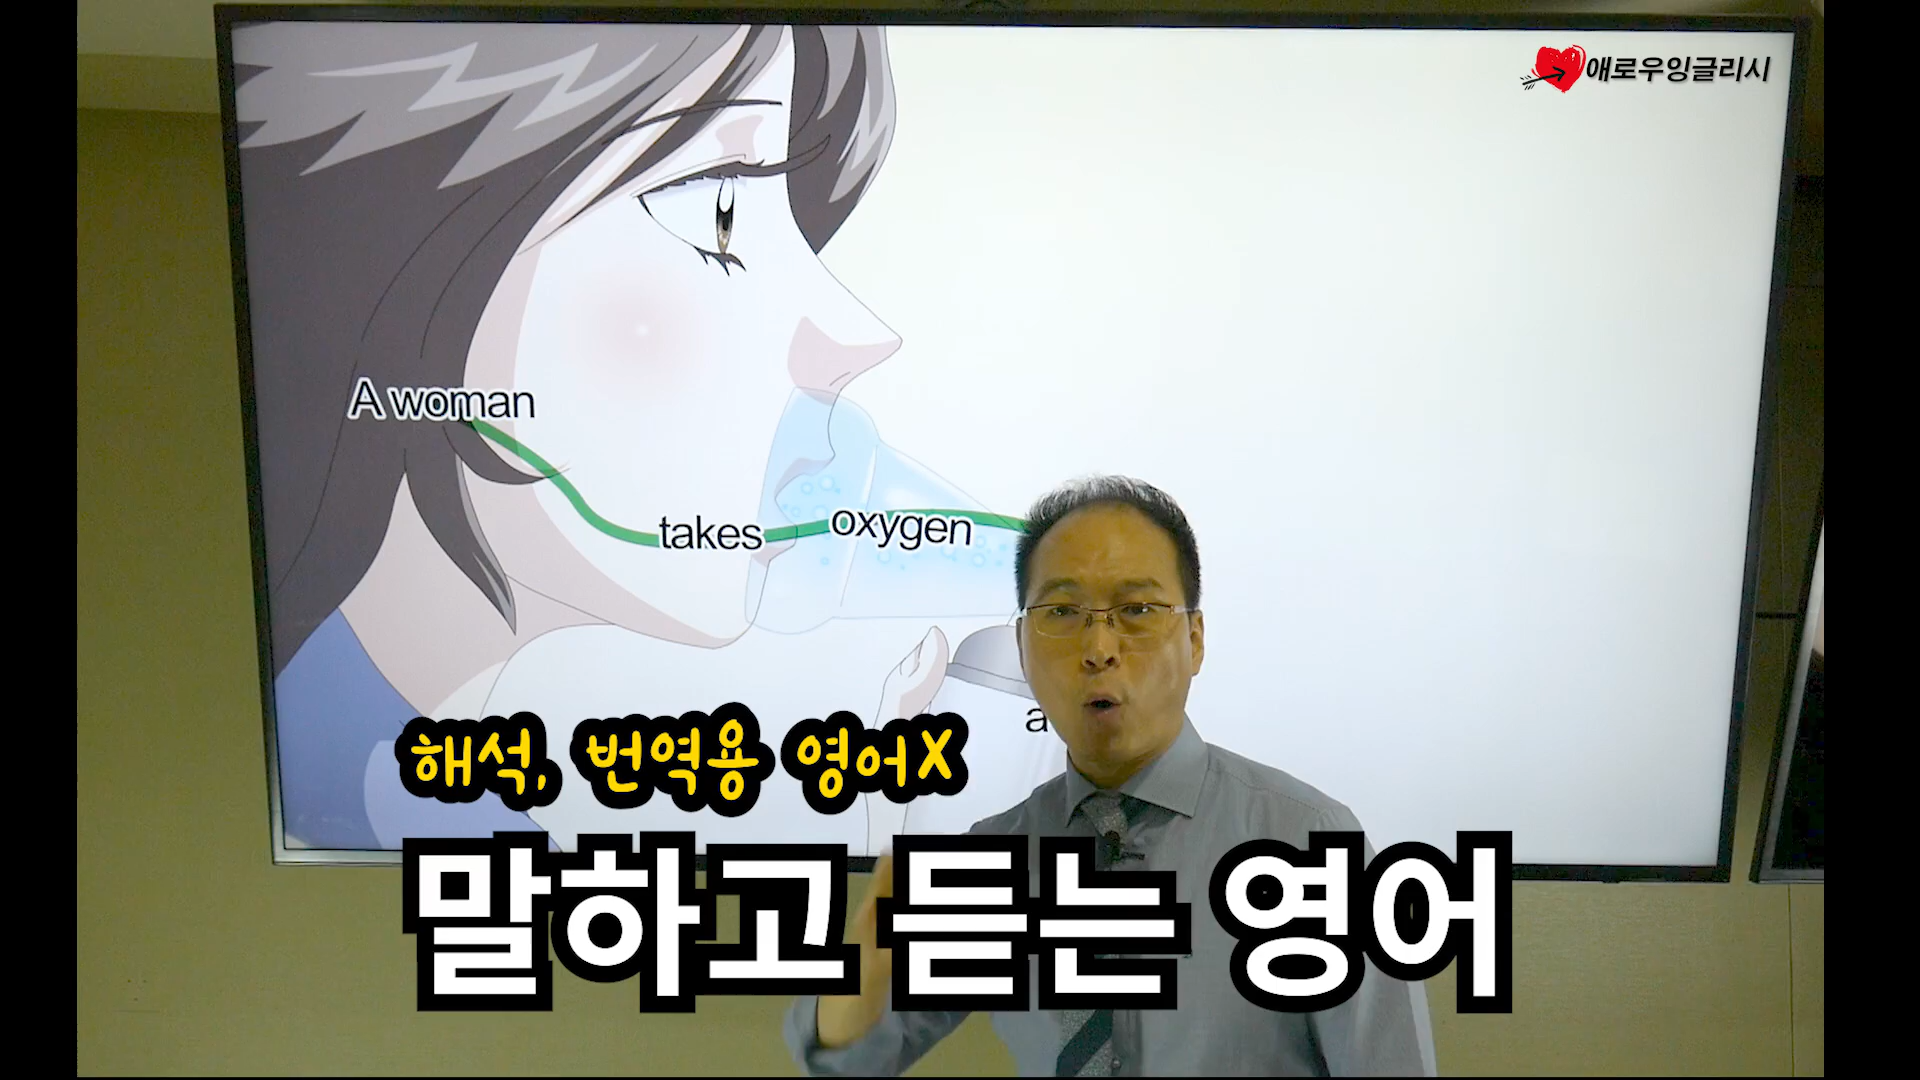 애로우잉글리시
A woman
takes
oxygen
a
해석, 번역용 영어X
말하고 듣는 영어